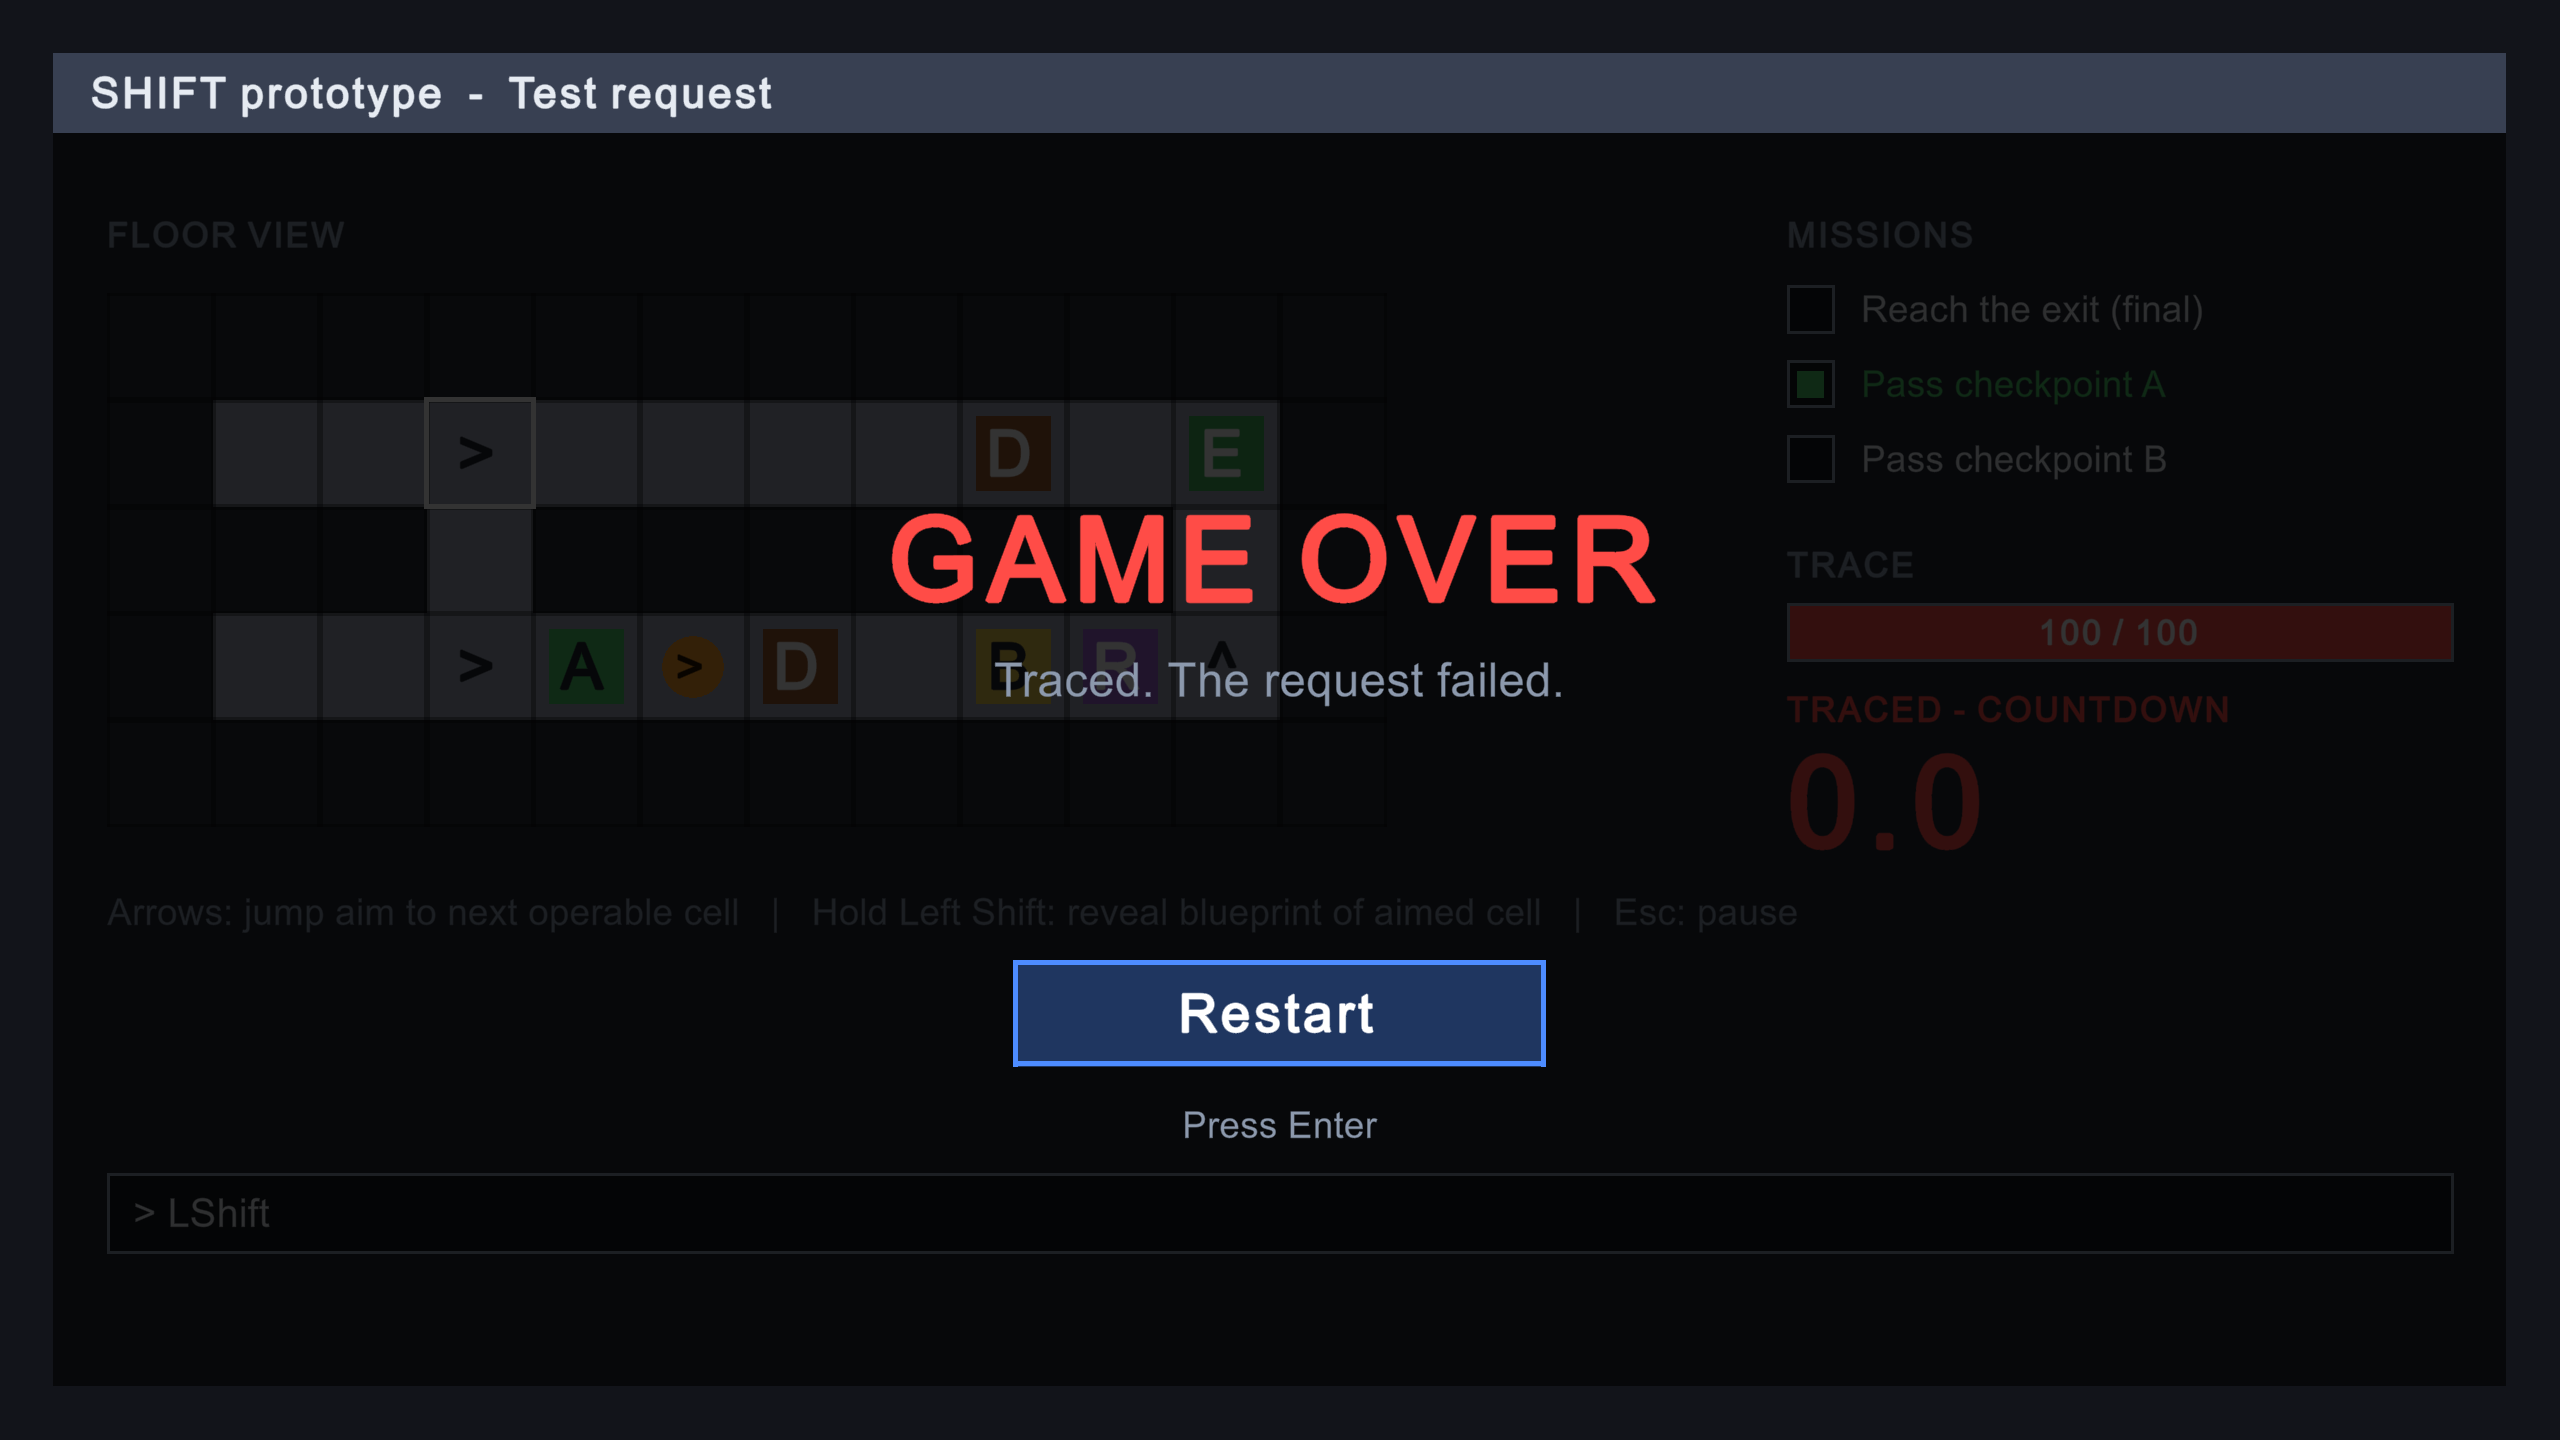 SHIFT prototype - Test request
FLOOR VIEW
MISSIONS
Reach the exit (final)
Pass checkpoint A
Pass checkpoint B
> D E
GAME OVER
TRACE
100 / 100
> A > D B R ^
Traced. The request failed.
TRACED - COUNTDOWN
0.0
Arrows: jump aim to next operable cell | Hold Left Shift: reveal blueprint of aimed cell | Esc: pause
Restart
Press Enter
> LShift